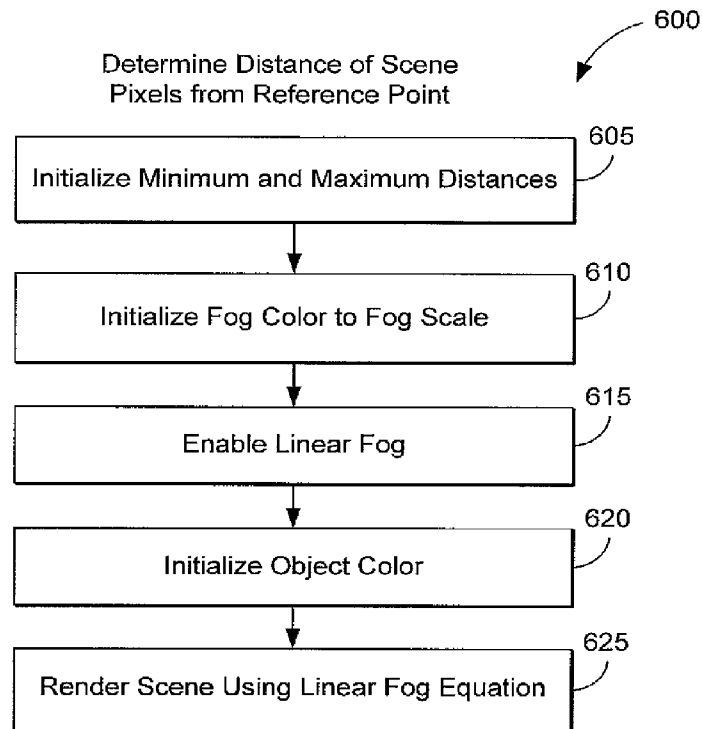 600
Determine Distance of Scene
Pixels from Reference Point
605
Initialize Minimum and Maximum Distances
610
Initialize Fog Color to Fog Scale
615
Enable Linear Fog
620
Initialize Object Color
625
Render Scene Using Linear Fog Equation